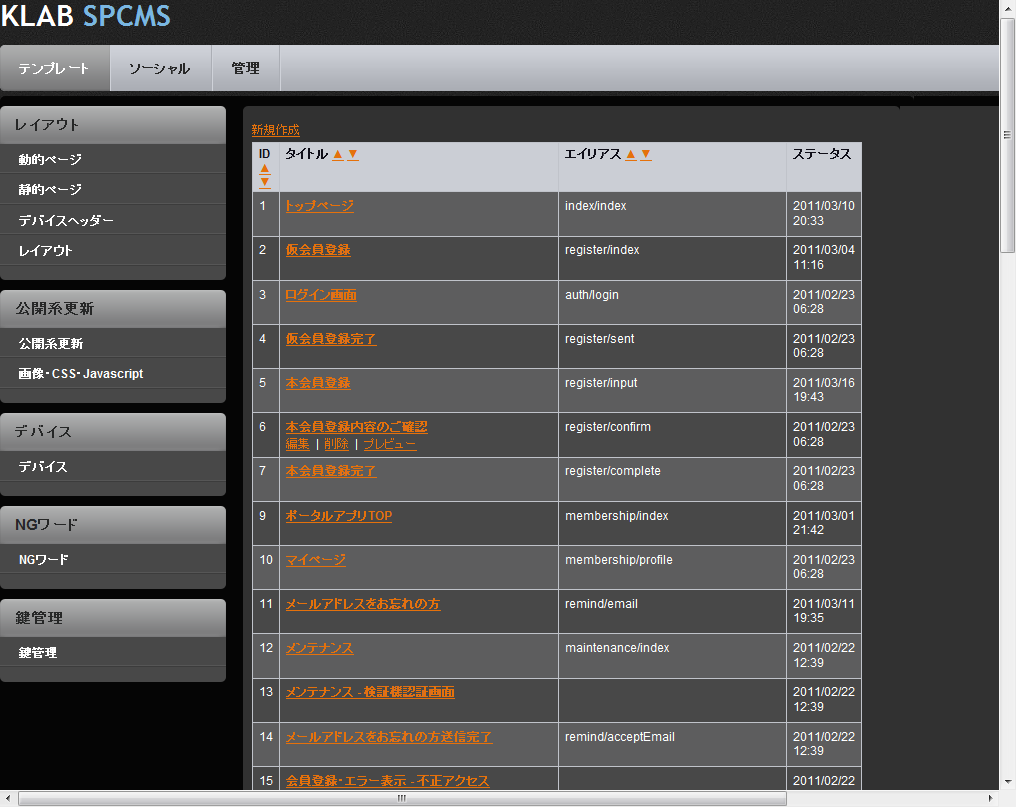 KLAB SPCMS
テンプレート ソーシャル 管理
レイアウト
動的ページ
静的ページ
デバイスヘッダー
レイアウト
公開系更新
公開系更新
画像・CSS・Javascript
デバイス
デバイス
NGワード
NGワード
鍵管理
鍵管理
新規作成
ID ▲ ▼ タイトル ▲ ▼ エイリアス ▲ ▼ ステータス
1 トップページ index/index 2011/03/10
20:33
2 仮会員登録 register/index 2011/03/04
11:16
3 ログイン画面 auth/login 2011/02/23
06:28
4 仮会員登録完了 register/sent 2011/02/23
06:28
5 本会員登録 register/input 2011/03/16
19:43
6 本会員登録内容のご確認 register/confirm 2011/02/23
編集 | 削除 | プレビュー 06:28
7 本会員登録完了 register/complete 2011/02/23
06:28
9 ポータルアプリTOP membership/index 2011/03/01
21:42
10 マイページ membership/profile 2011/02/23
06:28
11 メールアドレスをお忘れの方 remind/email 2011/03/11
19:35
12 メンテナンス maintenance/index 2011/02/22
12:39
13 メンテナンス - 検証機認証画面 2011/02/22
12:39
14 メールアドレスをお忘れの方送信完了 remind/acceptEmail 2011/02/22
12:39
15 会員登録・エラー表示 - 不正アクセス 2011/02/22